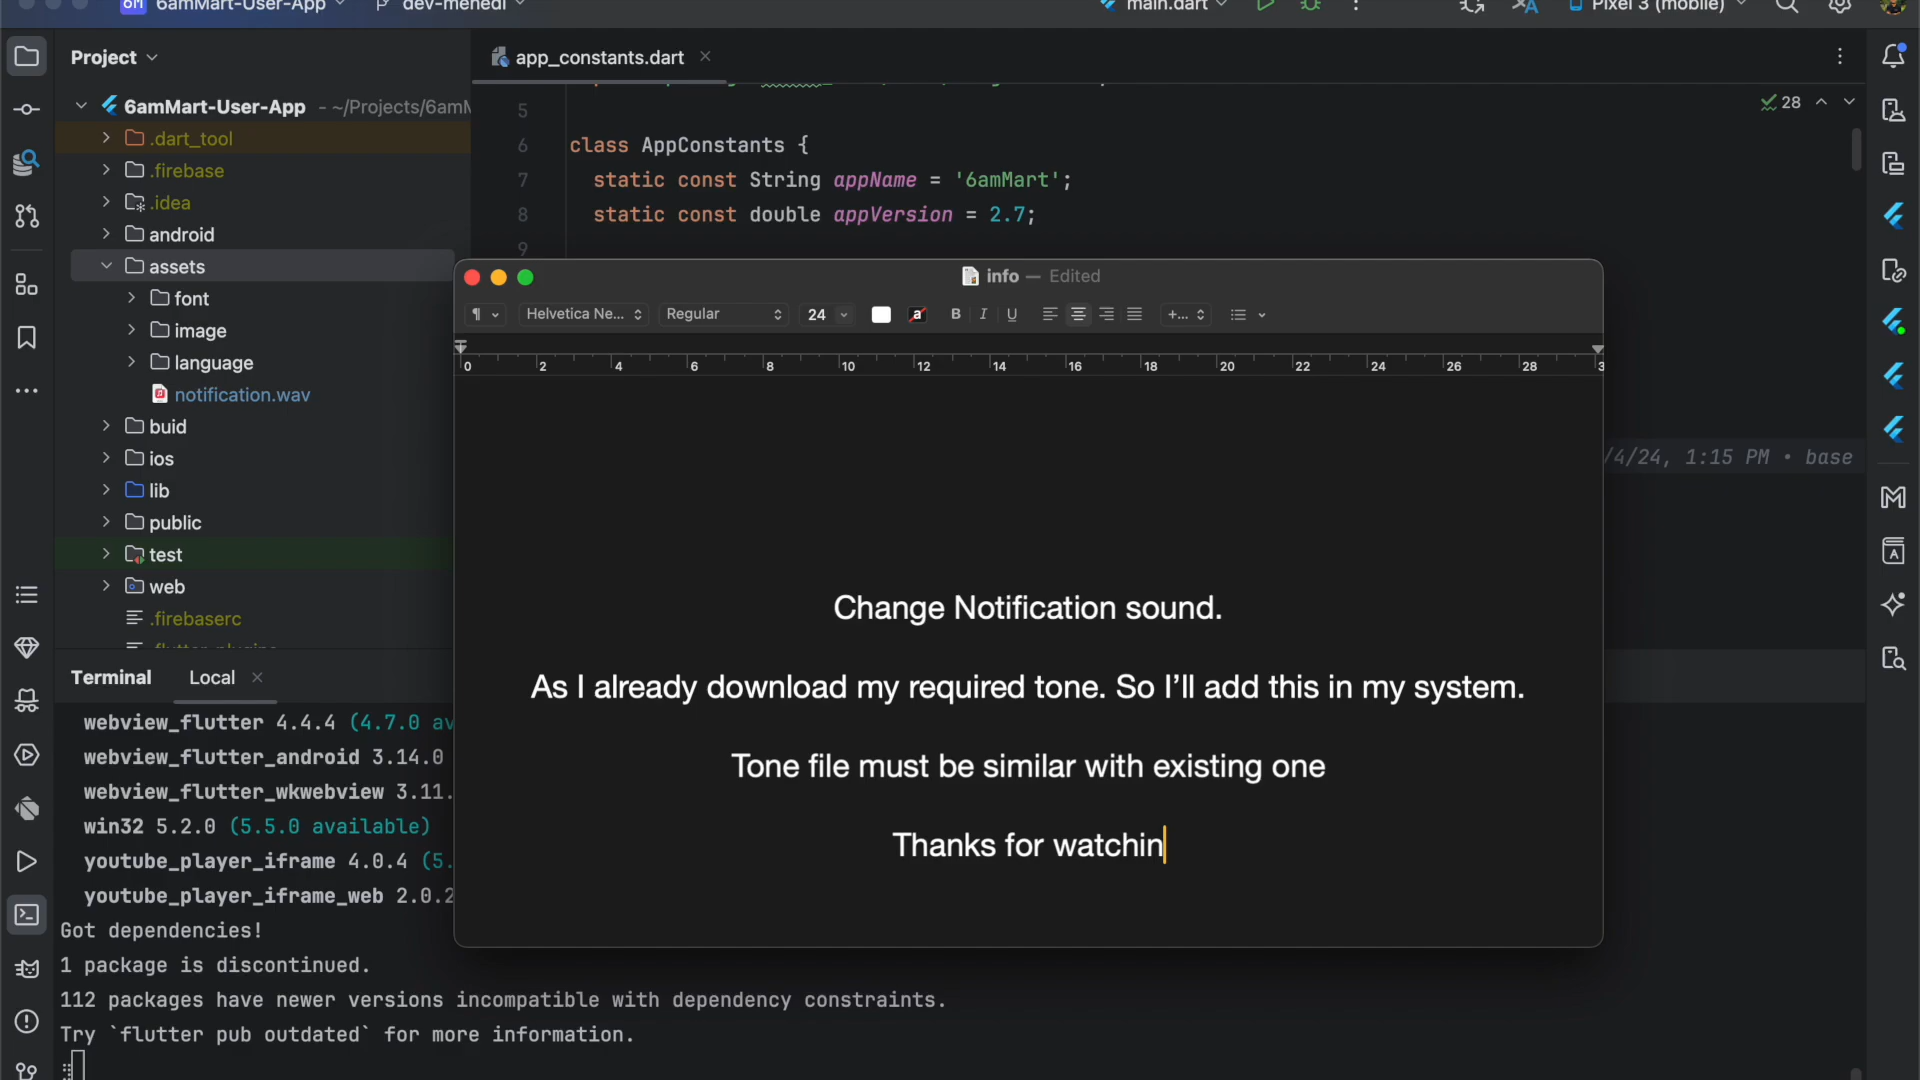 6amMart-User-App
dev-mehedi
main.dart
Pixel 3 (mobile)
Project
app_constants.dart
6amMart-User-App
.dart_tool
.firebase
.idea
android
assets
font
image
language
notification.wav
buid
ios
lib
public
test
web
.firebaserc
5
6 class AppConstants {
7 static const String appName = '6amMart';
8 static const double appVersion = 2.7;
9
28
/4/24, 1:15 PM • base
info — Edited
Helvetica Ne...
Regular
24
a
B I U
+...
0 2 4 6 8 10 12 14 16 18 20 22 24 26 28
Change Notification sound.
As I already download my required tone. So I’ll add this in my system.
Tone file must be similar with existing one
Thanks for watchin
Terminal
Local
webview_flutter 4.4.4 (4.7.0 av
webview_flutter_android 3.14.0
webview_flutter_wkwebview 3.11.
win32 5.2.0 (5.5.0 available)
youtube_player_iframe 4.0.4 (5.
youtube_player_iframe_web 2.0.2
Got dependencies!
1 package is discontinued.
112 packages have newer versions incompatible with dependency constraints.
Try `flutter pub outdated` for more information.